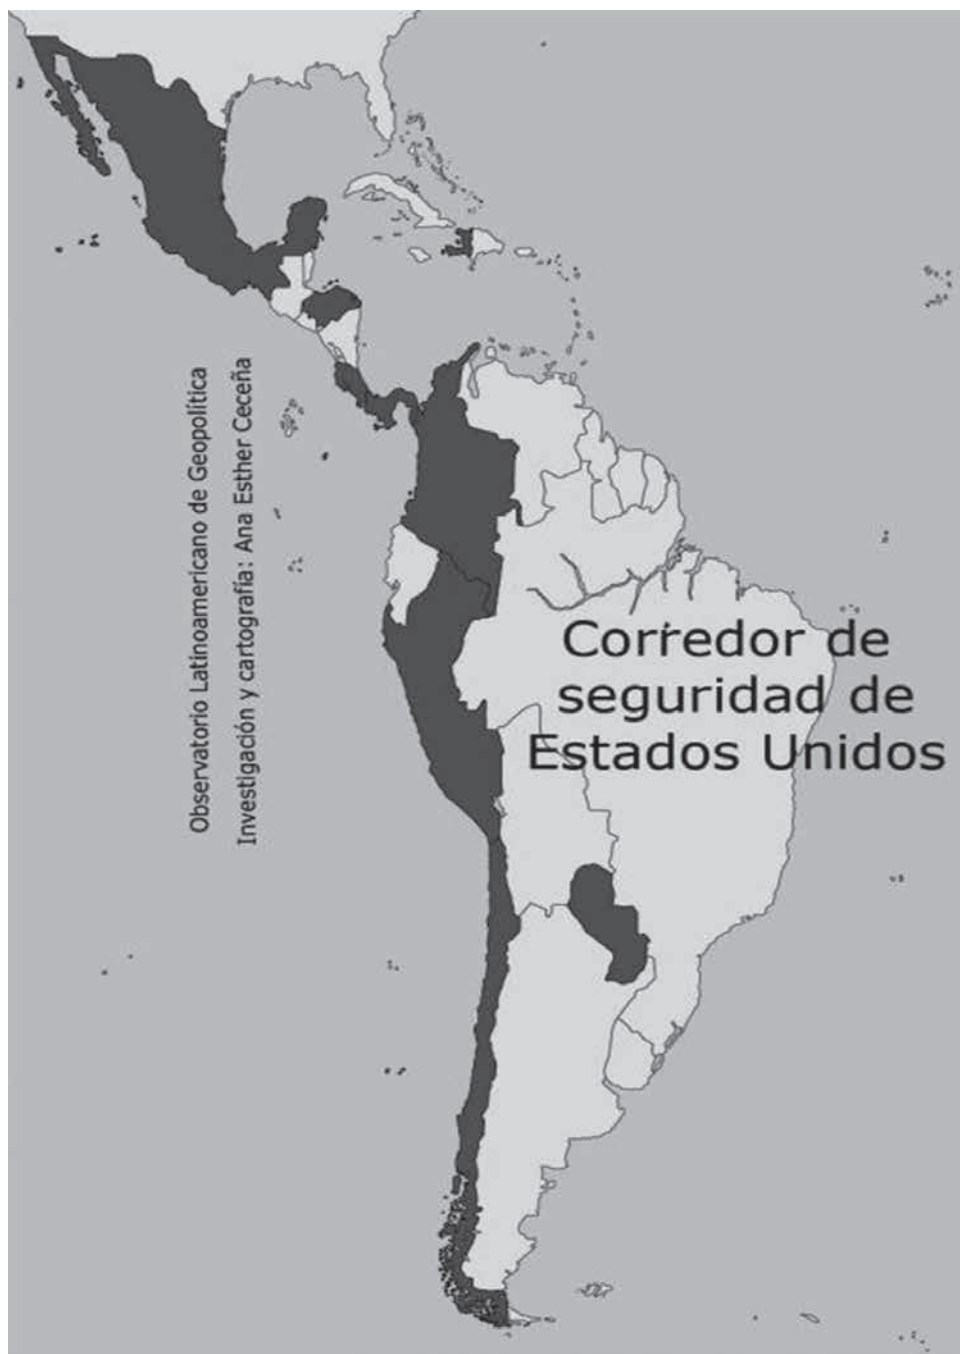 Observatorio Latinoamericano de Geopolítica
Investigación y cartografía: Ana Esther Ceceña
Corredor de
seguridad de
Estados Unidos